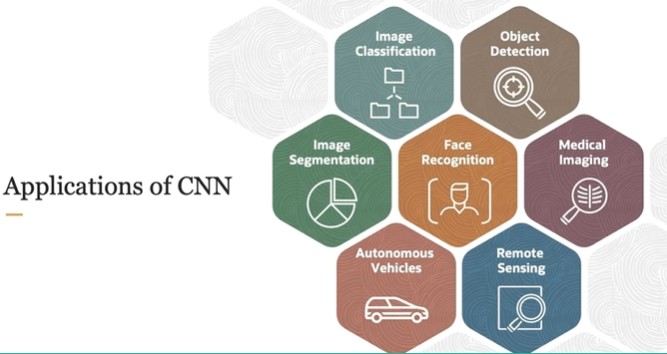 Applications of CNN
Image
Classification
Object
Detection
Image
Segmentation
Face
Recognition
Medical
Imaging
Autonomous
Vehicles
Remote
Sensing